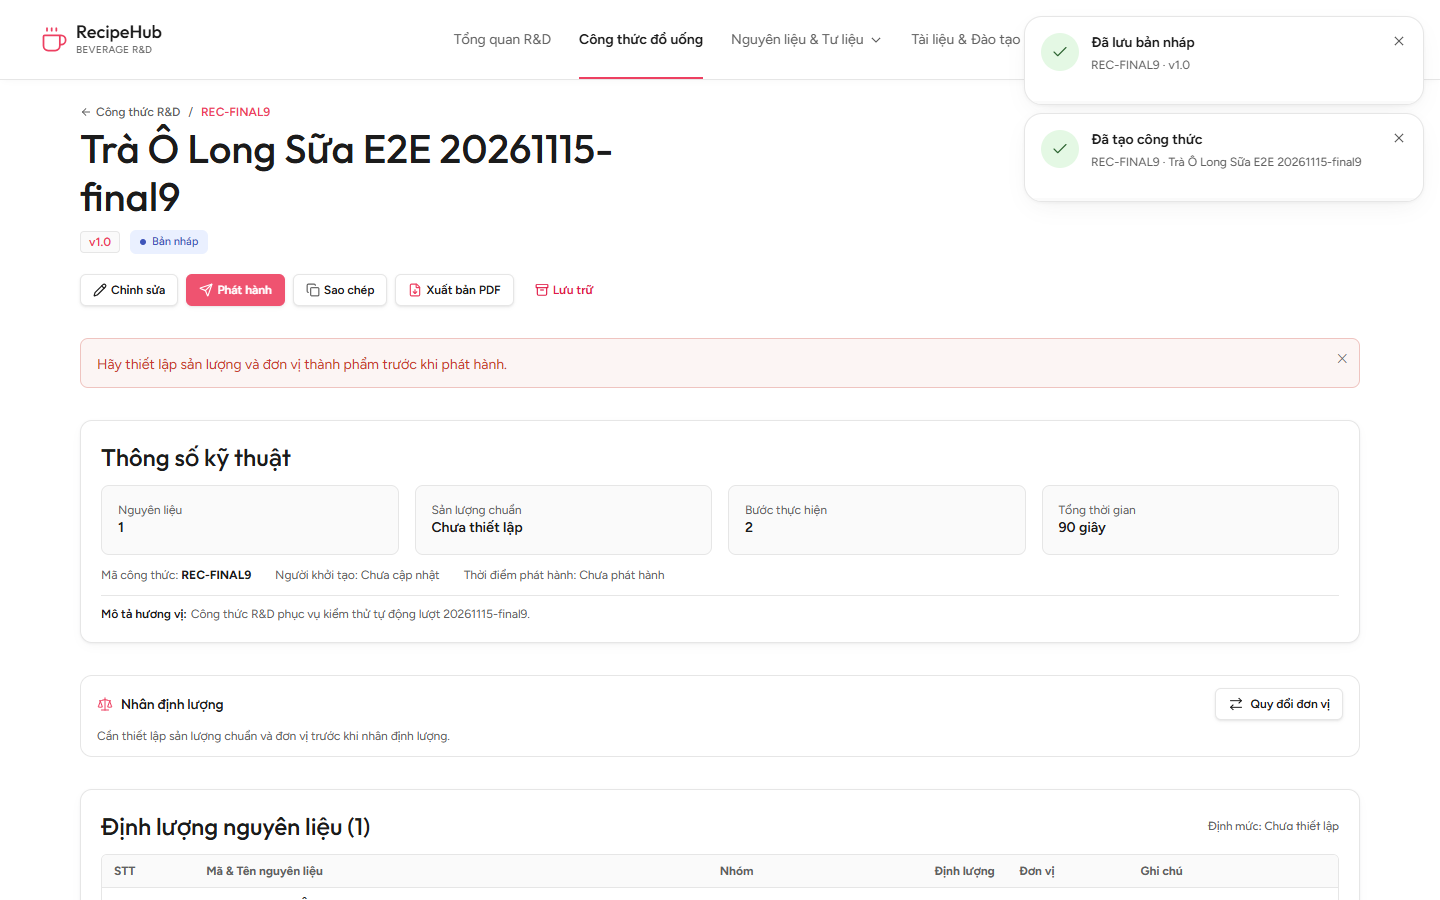 RecipeHub
BEVERAGE R&D
Tổng quan R&D
Công thức đồ uống
Nguyên liệu & Tư liệu
Tài liệu & Đào tạo
Đã lưu bản nháp
REC-FINAL9 · v1.0
Đã tạo công thức
REC-FINAL9 · Trà Ô Long Sữa E2E 20261115-final9
Công thức R&D / REC-FINAL9
Trà Ô Long Sữa E2E 20261115-
final9
v1.0
Bản nháp
Chỉnh sửa
Phát hành
Sao chép
Xuất bản PDF
Lưu trữ
Hãy thiết lập sản lượng và đơn vị thành phẩm trước khi phát hành.
Thông số kỹ thuật
Nguyên liệu
1
Sản lượng chuẩn
Chưa thiết lập
Bước thực hiện
2
Tổng thời gian
90 giây
Mã công thức: REC-FINAL9
Người khởi tạo: Chưa cập nhật
Thời điểm phát hành: Chưa phát hành
Mô tả hương vị: Công thức R&D phục vụ kiểm thử tự động lượt 20261115-final9.
Nhân định lượng
Quy đổi đơn vị
Cần thiết lập sản lượng chuẩn và đơn vị trước khi nhân định lượng.
Định lượng nguyên liệu (1)
Định mức: Chưa thiết lập
STT
Mã & Tên nguyên liệu
Nhóm
Định lượng
Đơn vị
Ghi chú